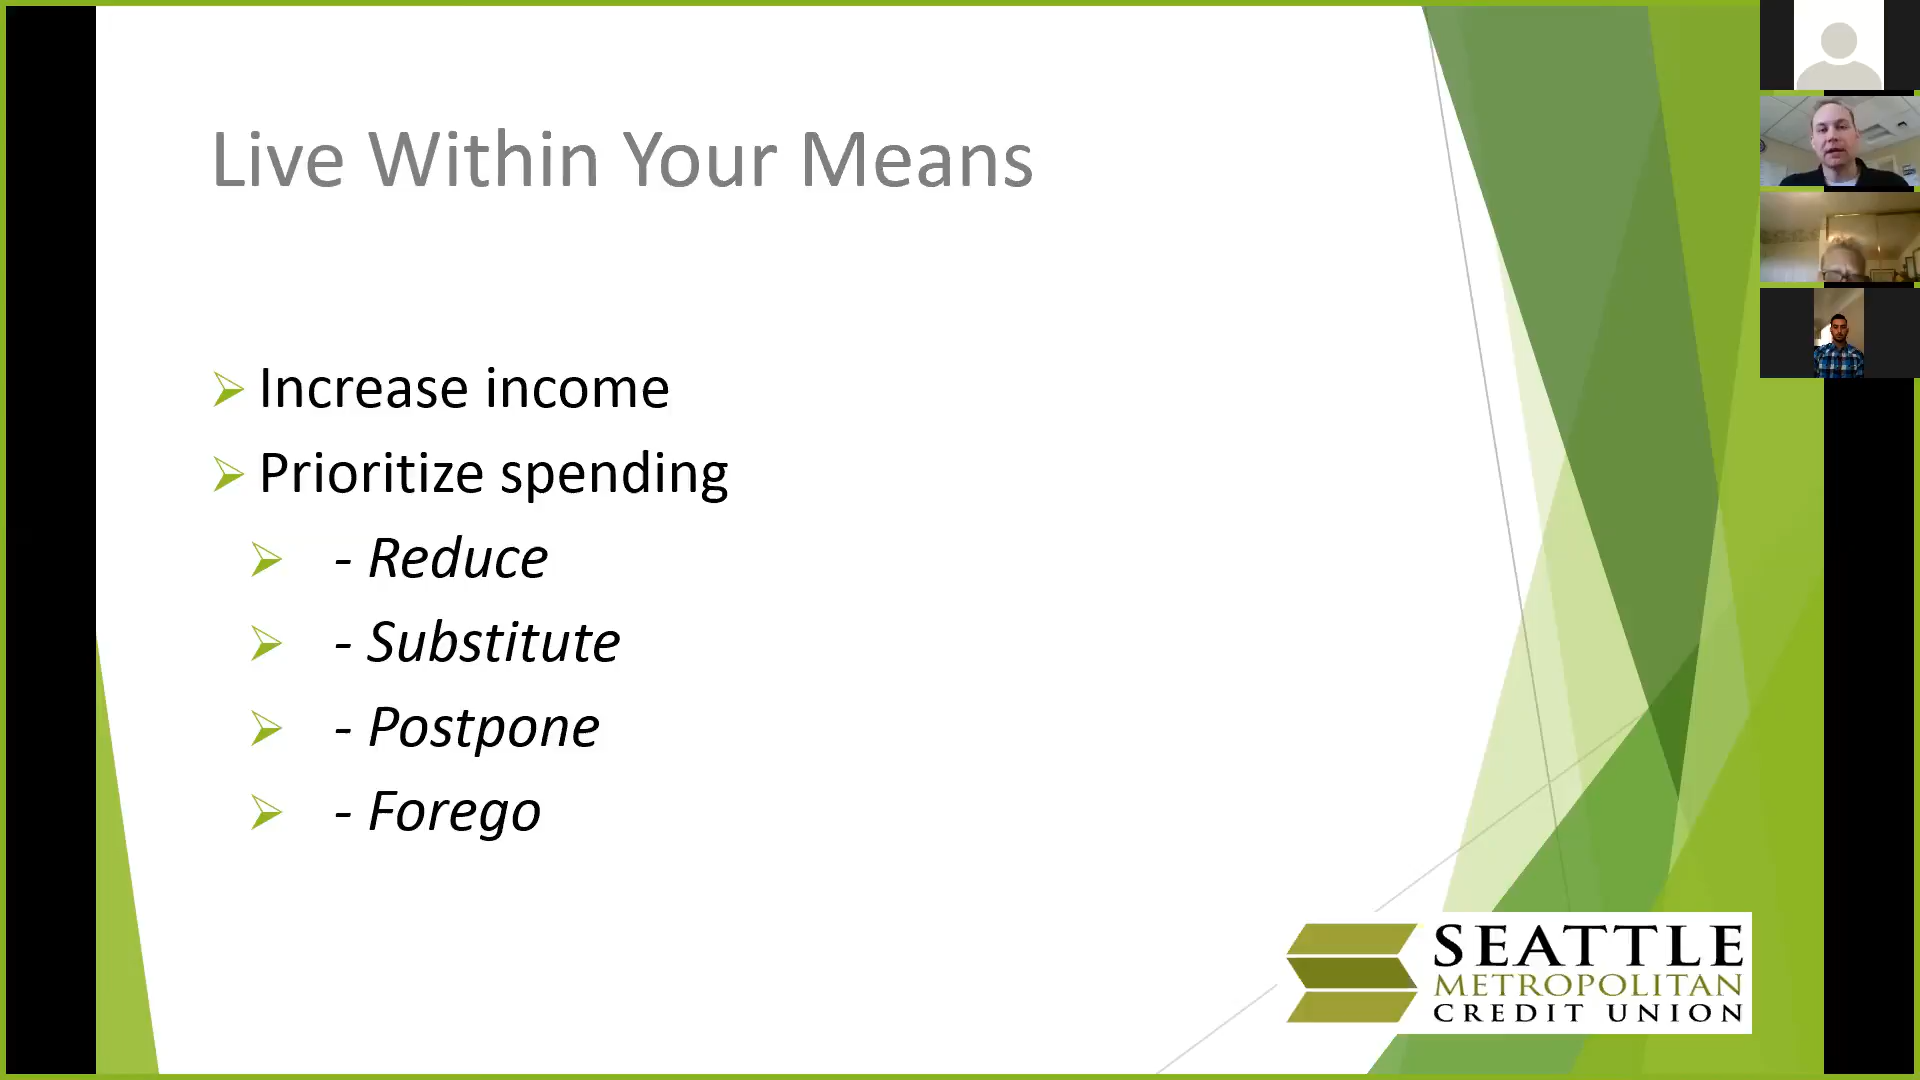 Live Within Your Means
Increase income
Prioritize spending
- Reduce
- Substitute
- Postpone
- Forego
SEATTLE
METROPOLITAN
CREDIT UNION